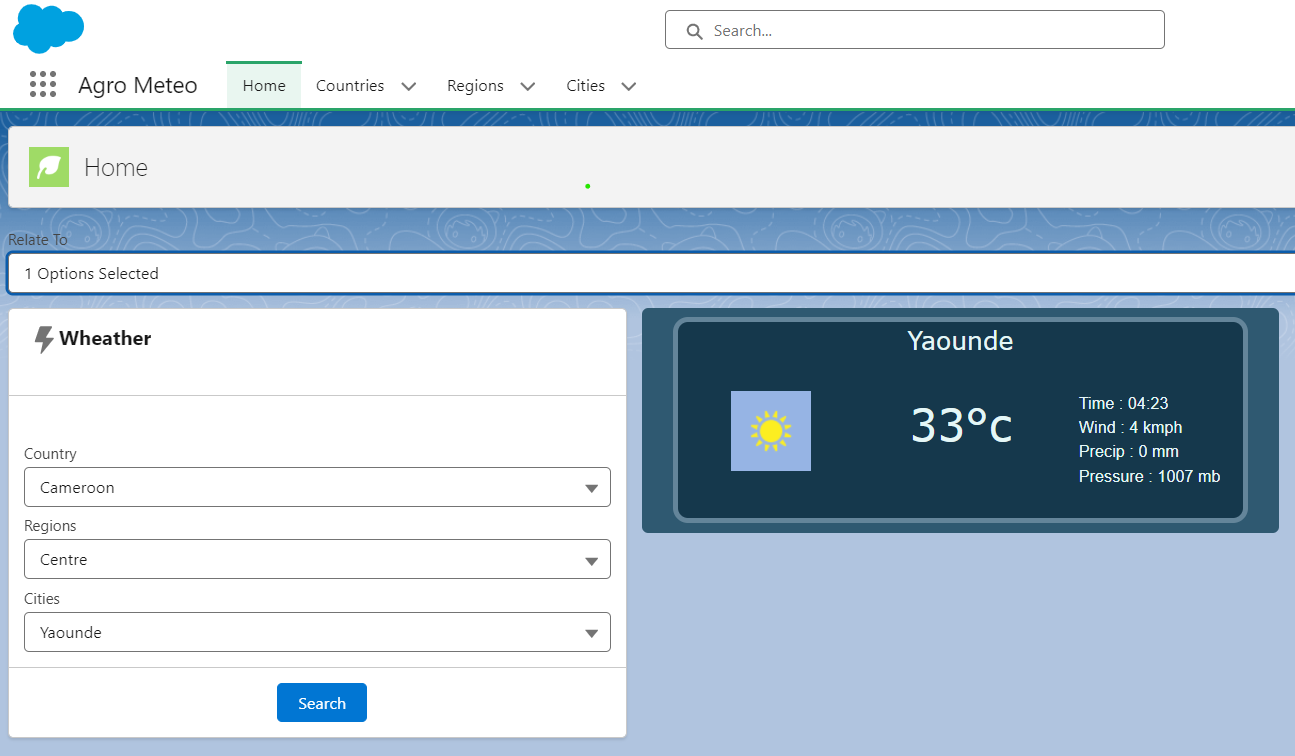 Search...
Agro Meteo Home Countries Regions Cities
Home
Relate To
1 Options Selected
Wheather
Country
Cameroon
Regions
Centre
Cities
Yaounde
Search
Yaounde
33°c
Time : 04:23
Wind : 4 kmph
Precip : 0 mm
Pressure : 1007 mb